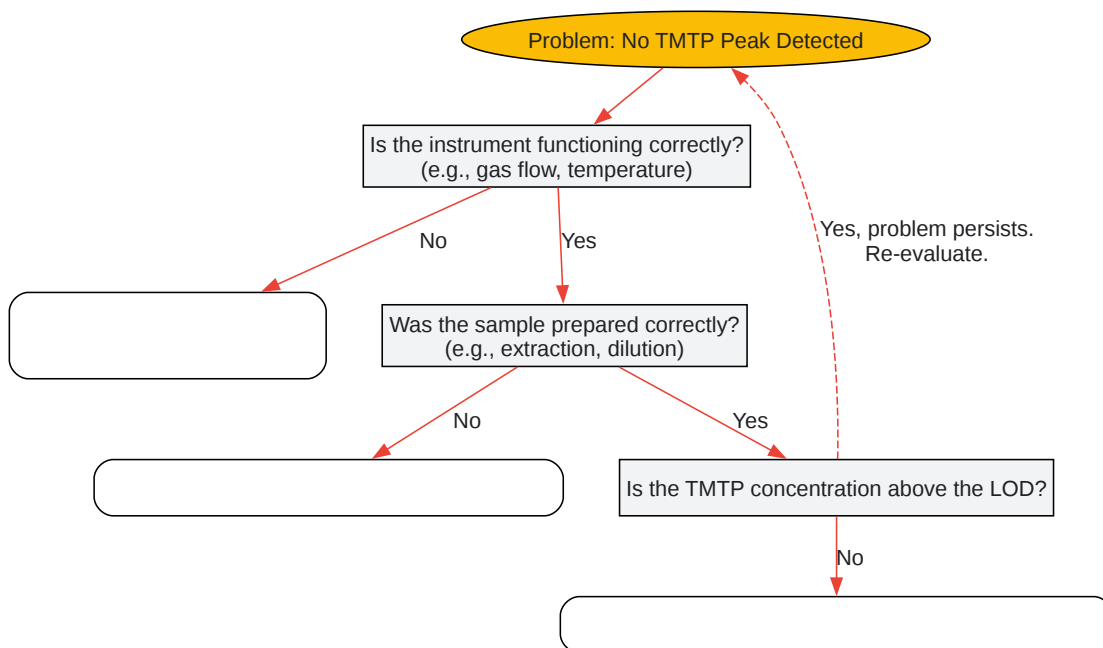 Problem: No TMTP Peak Detected
Is the instrument functioning correctly?
(e.g., gas flow, temperature)
No
Yes
Yes, problem persists.
Re-evaluate.
Was the sample prepared correctly?
(e.g., extraction, dilution)
No
Yes
Is the TMTP concentration above the LOD?
No